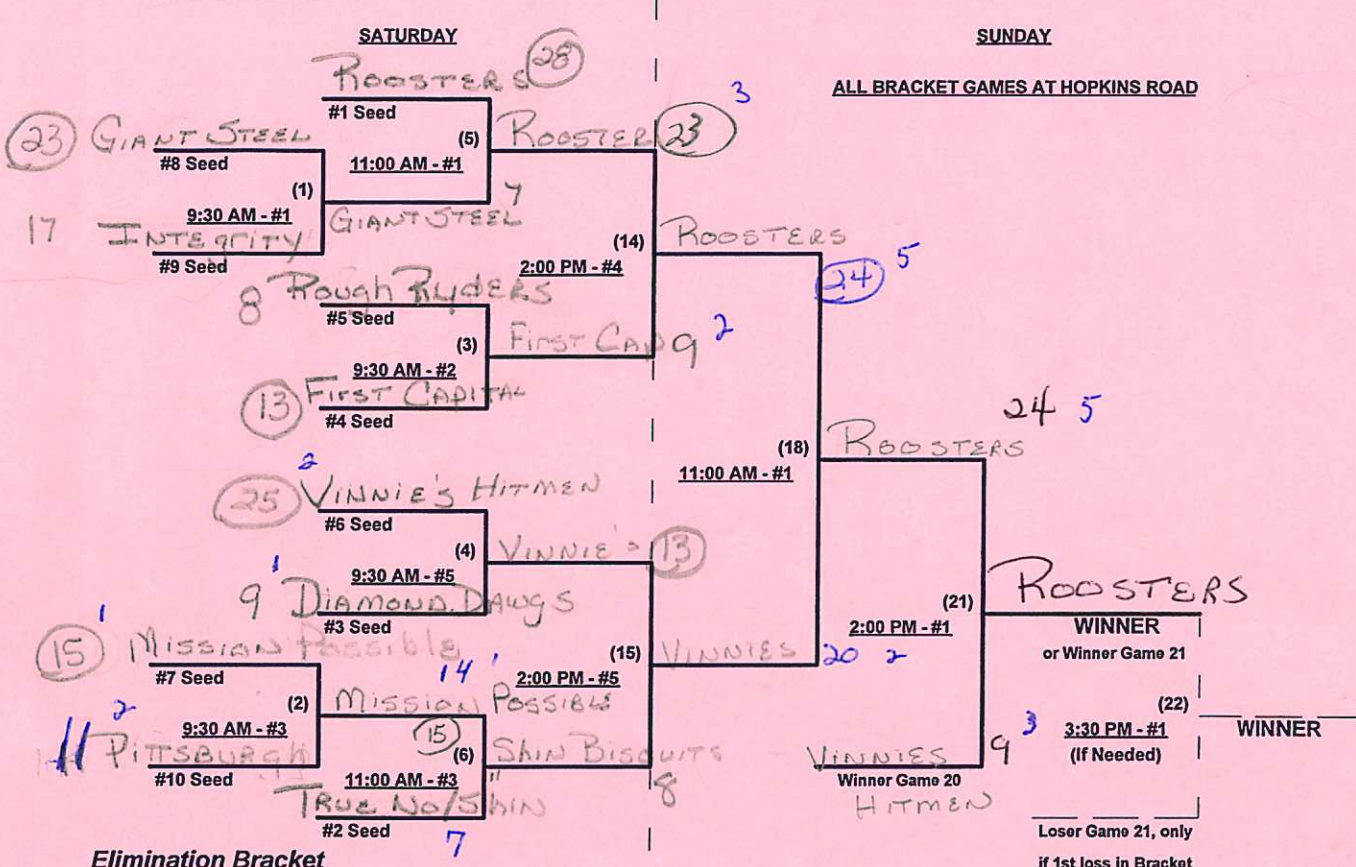 SATURDAY
SUNDAY
ALL BRACKET GAMES AT HOPKINS ROAD
ROOSTERS 28
#1 Seed
3
23 GIANT STEEL
#8 Seed
(5)
ROOSTER 23
11:00 AM - #1
(1)
9:30 AM - #1
7
GIANT STEEL
17 INTEGRITY
#9 Seed
(14)
ROOSTERS
2:00 PM - #4
24 5
8 Rough RyDERS
#5 Seed
(3)
FIRST CAP 9 2
9:30 AM - #2
13 FIRST CAPITAL
#4 Seed
24 5
(18)
ROOSTERS
11:00 AM - #1
2
25 VINNIE'S HITMEN
#6 Seed
(4)
VINNIE'S 13
9:30 AM - #5
1
9 DIAMOND DAWGS
#3 Seed
ROOSTERS
(21)
WINNER
2:00 PM - #1
or Winner Game 21
1
15 MISSION Possible
#7 Seed
(15)
VINNIES 20 2
2:00 PM - #5
14 1
MISSION POSSIBLE
(2)
9:30 AM - #3
2
11 PITTSBURGH
#10 Seed
15
(6)
SHIN BISQUITS
8
11:00 AM - #3
TRUE NO/SHIN "
#2 Seed
7
(22)
3:30 PM - #1
(If Needed)
WINNER
VINNIES 9 3
Winner Game 20
HITMEN
Loser Game 21, only
if 1st loss in Bracket
Elimination Bracket